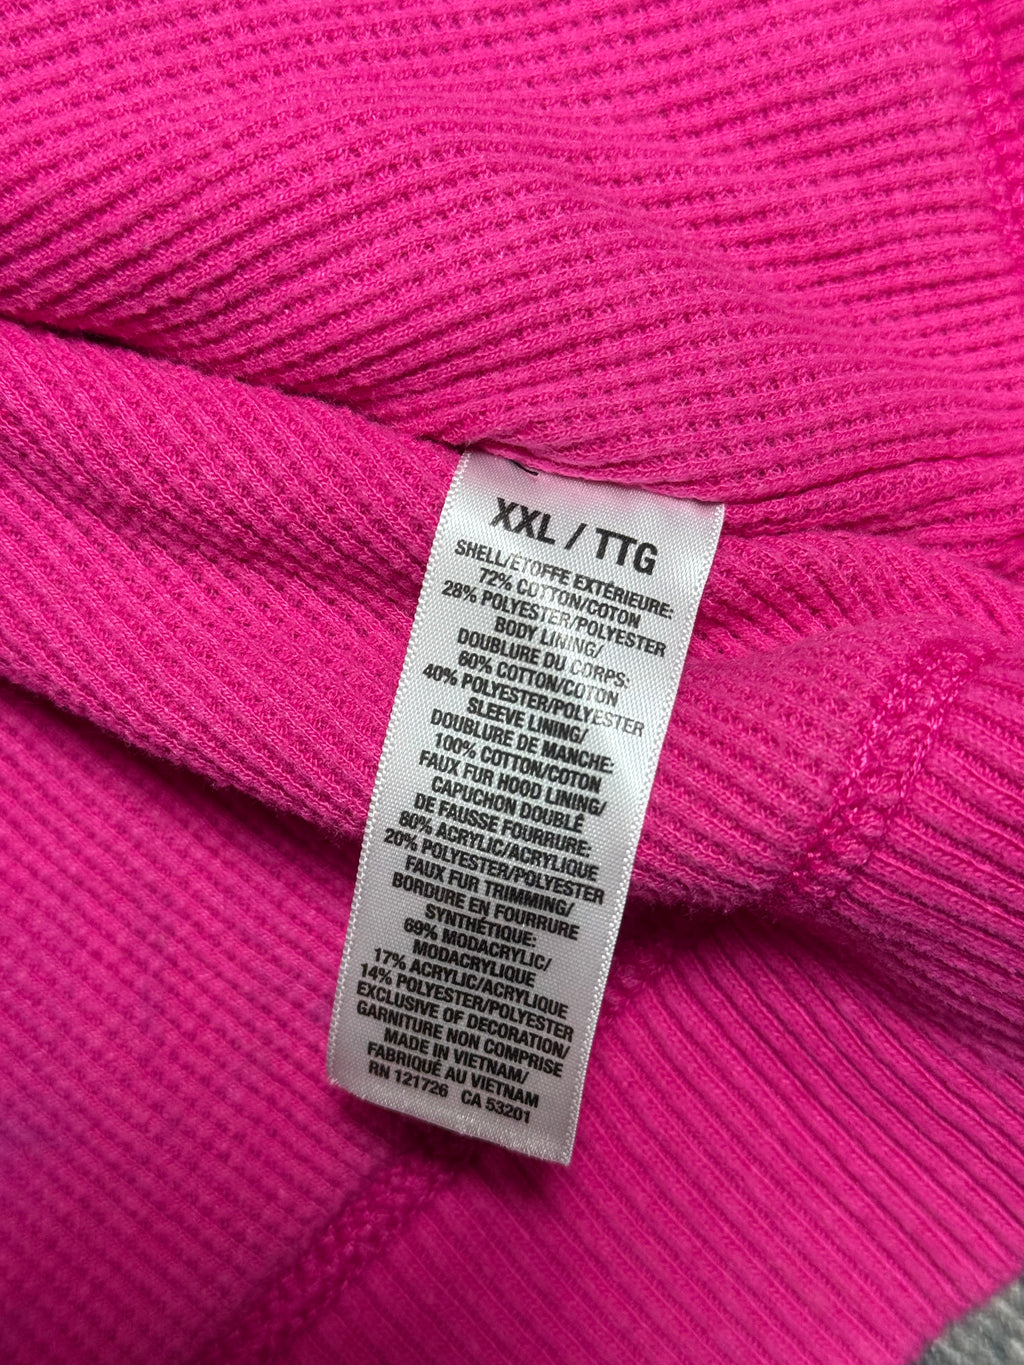 XXL / TTG
SHELL/ÉTOFFE EXTÉRIEURE:
72% COTTON/COTON
28% POLYESTER/POLYESTER
BODY LINING/
DOUBLURE DU CORPS:
60% COTTON/COTON
40% POLYESTER/POLYESTER
SLEEVE LINING/
DOUBLURE DE MANCHE:
100% COTTON/COTON
FAUX FUR HOOD LINING/
CAPUCHON DOUBLÉ
DE FAUSSE FOURRURE:
80% ACRYLIC/ACRYLIQUE
20% POLYESTER/POLYESTER
FAUX FUR TRIMMING/
BORDURE EN FOURRURE
SYNTHÉTIQUE:
69% MODACRYLIC/
MODACRYLIQUE
17% ACRYLIC/ACRYLIQUE
14% POLYESTER/POLYESTER
EXCLUSIVE OF DECORATION/
GARNITURE NON COMPRISE
MADE IN VIETNAM/
FABRIQUÉ AU VIETNAM
RN 121726 CA 53201